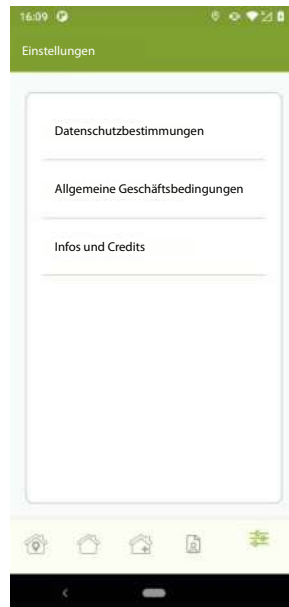 16:09
Einstellungen
Datenschutzbestimmungen
Allgemeine Geschäftsbedingungen
Infos und Credits